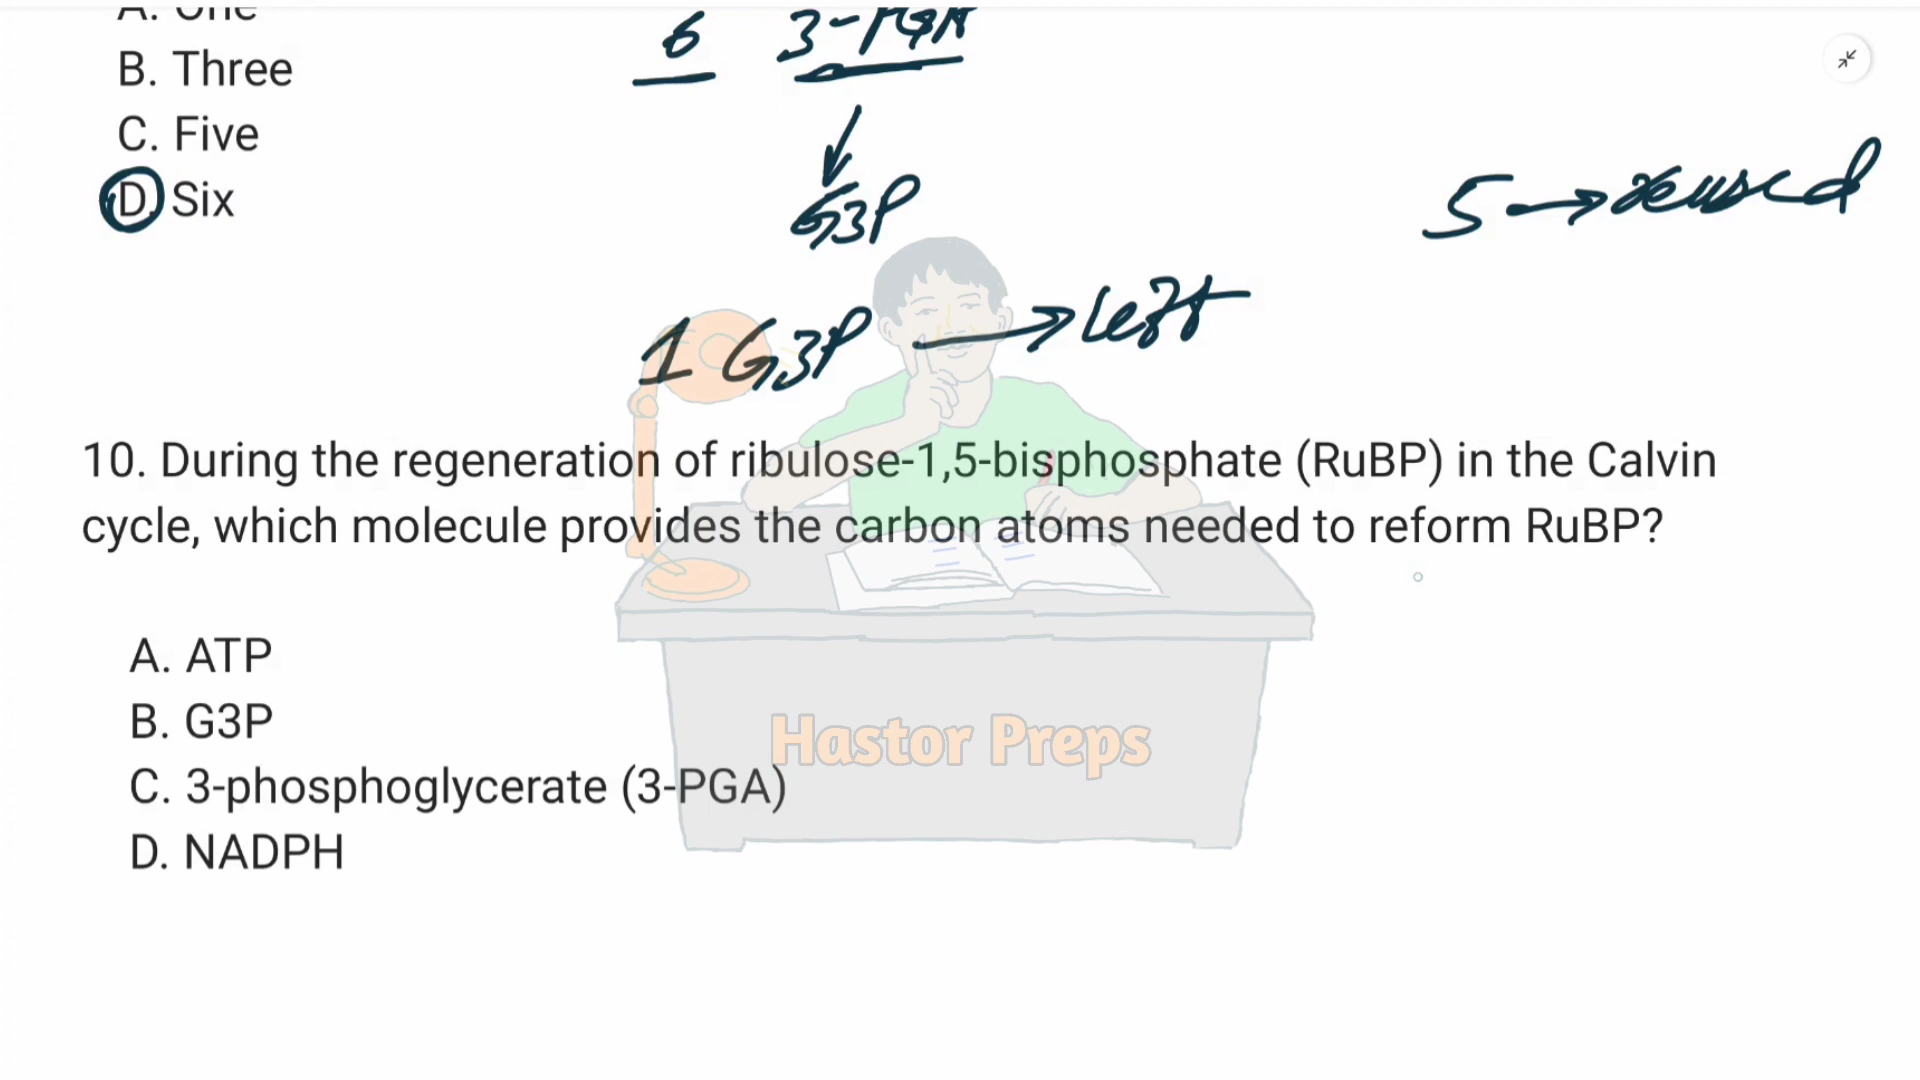 A. One
B. Three
C. Five
D. Six
6 3-PGA
G3P
5 → reused
1 G3P → left
10. During the regeneration of ribulose-1,5-bisphosphate (RuBP) in the Calvin
cycle, which molecule provides the carbon atoms needed to reform RuBP?
A. ATP
B. G3P
C. 3-phosphoglycerate (3-PGA)
D. NADPH
Hastor Preps